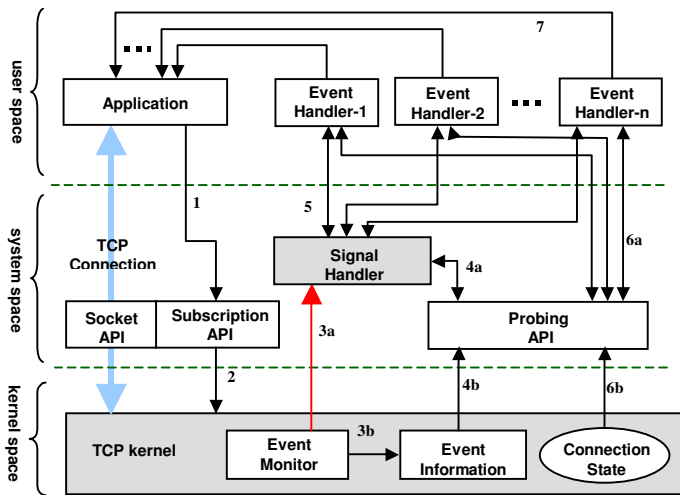 7
user space
Application
Event
Handler-1
Event
Handler-2
Event
Handler-n
1
5
6a
system space
TCP
Connection
Signal
Handler
4a
Socket
API
Subscription
API
3a
Probing
API
2
4b
6b
kernel space
TCP kernel
Event
Monitor
3b
Event
Information
Connection
State